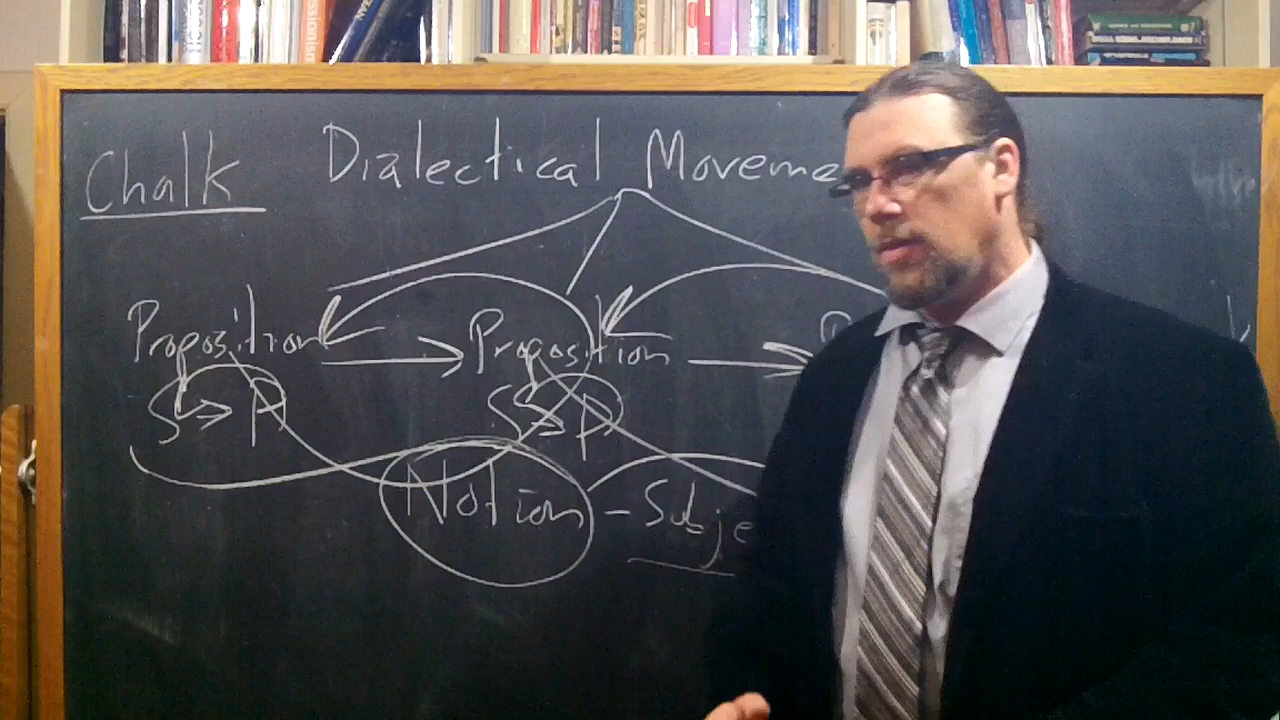 Chalk Dialectical Moveme
Proposition Proposition
S → P S → P
Notion - Subje